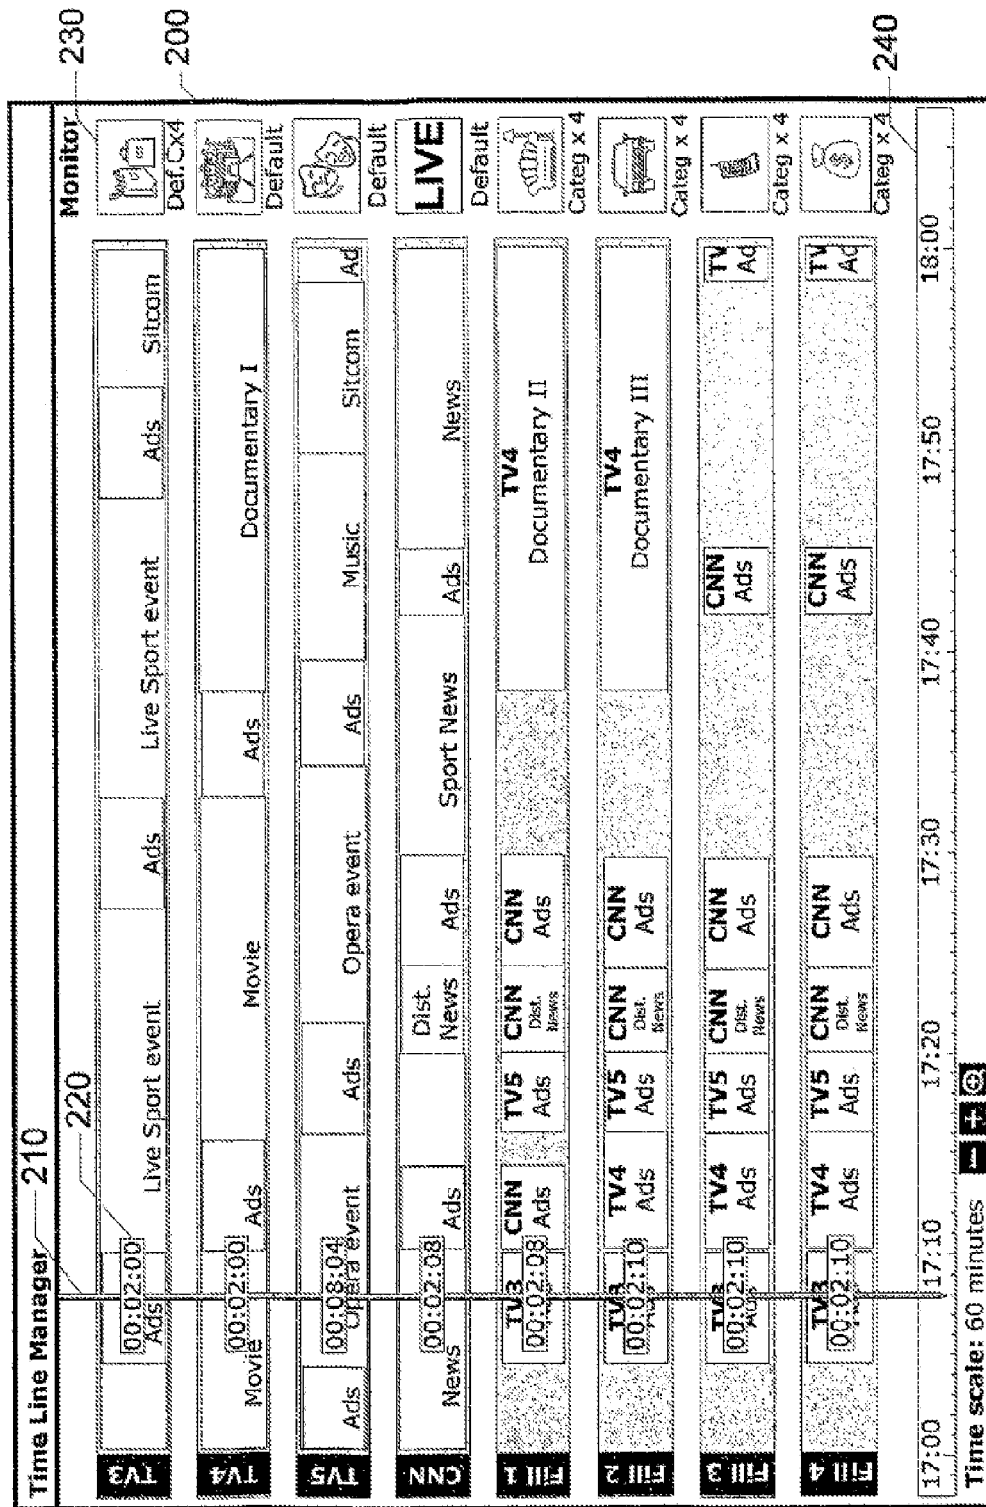 Time Line Manager
210
220
230
200
Monitor
TV3
Ads
00:02:00
Live Sport event
Ads
Live Sport event
Ads
Sitcom
Def.Cx4
TV4
Movie
00:02:00
Ads
Movie
Ads
Documentary I
Default
TV5
Ads
Opera event
00:08:04
Ads
Opera event
Ads
Music
Sitcom
Ad
Default
CNN
News
00:02:08
Ads
Dist.
News
Ads
Sport News
Ads
News
LIVE
Default
Fill 1
TV3
00:02:08
CNN
Ads
TV5
Ads
CNN
Dist.
News
CNN
Ads
TV4
Documentary II
Categ x 4
Fill 2
TV3
Ads
00:02:10
TV4
Ads
TV5
Ads
CNN
Dist.
News
CNN
Ads
TV4
Documentary III
Categ x 4
Fill 3
TV3
Ads
00:02:10
TV4
Ads
TV5
Ads
CNN
Dist.
News
CNN
Ads
CNN
Ads
TV
Ad
Categ x 4
Fill 4
TV3
00:02:10
TV4
Ads
TV5
Ads
CNN
Dist.
News
CNN
Ads
CNN
Ads
TV
Ad
$
Categ x 4
240
17:00 17:10 17:20 17:30 17:40 17:50 18:00
Time scale: 60 minutes − +